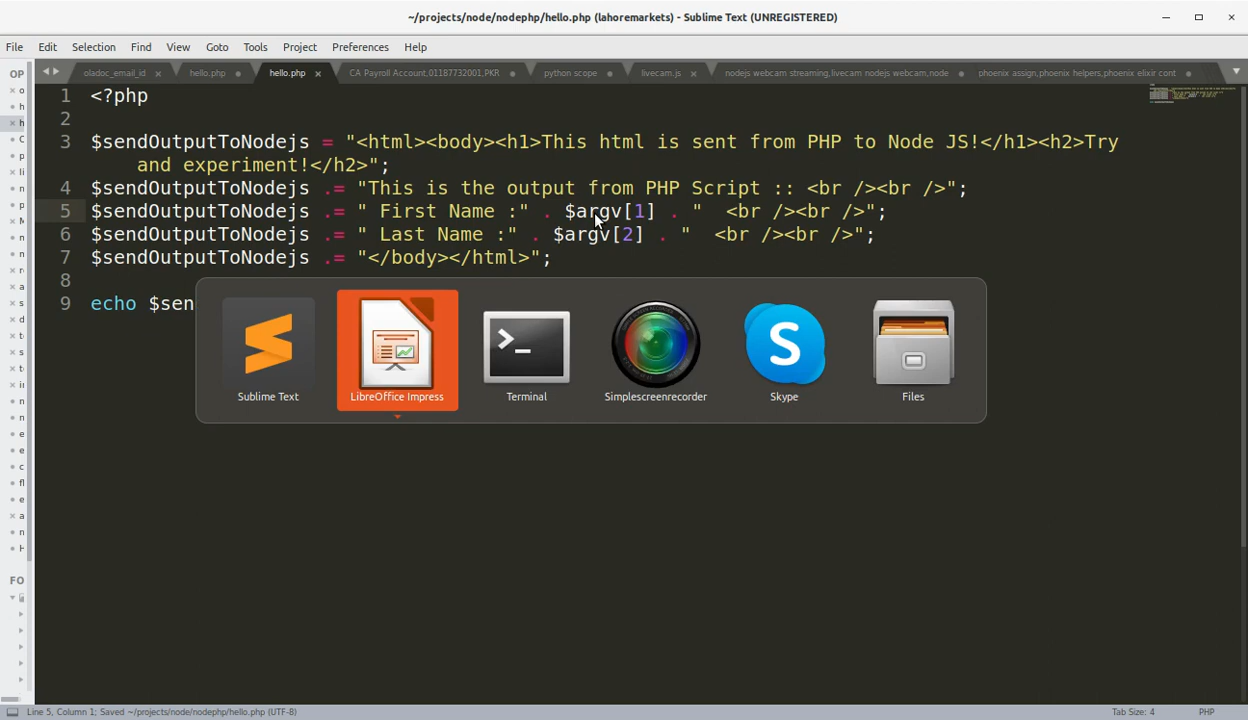 ~/projects/node/nodephp/hello.php (lahoremarkets) - Sublime Text (UNREGISTERED)
File Edit Selection Find View Goto Tools Project Preferences Help
OP
oladoc_email_id
hello.php
hello.php
CA Payroll Account,01187732001,PKR
python scope
livecam.js
nodejs webcam streaming,livecam nodejs webcam,node
phoenix assign,phoenix helpers,phoenix elixir cont
1 <?php
2
3 $sendOutputToNodejs = "<html><body><h1>This html is sent from PHP to Node JS!</h1><h2>Try
and experiment!</h2>";
4 $sendOutputToNodejs .= "This is the output from PHP Script :: <br /><br />";
5 $sendOutputToNodejs .= " First Name :" . $argv[1] . "  <br /><br />";
6 $sendOutputToNodejs .= " Last Name :" . $argv[2] . "  <br /><br />";
7 $sendOutputToNodejs .= "</body></html>";
8
9 echo $sen
Sublime Text
LibreOffice Impress
Terminal
Simplescreenrecorder
Skype
Files
FO
Line 5, Column 1; Saved ~/projects/node/nodephp/hello.php (UTF-8)
Tab Size: 4
PHP